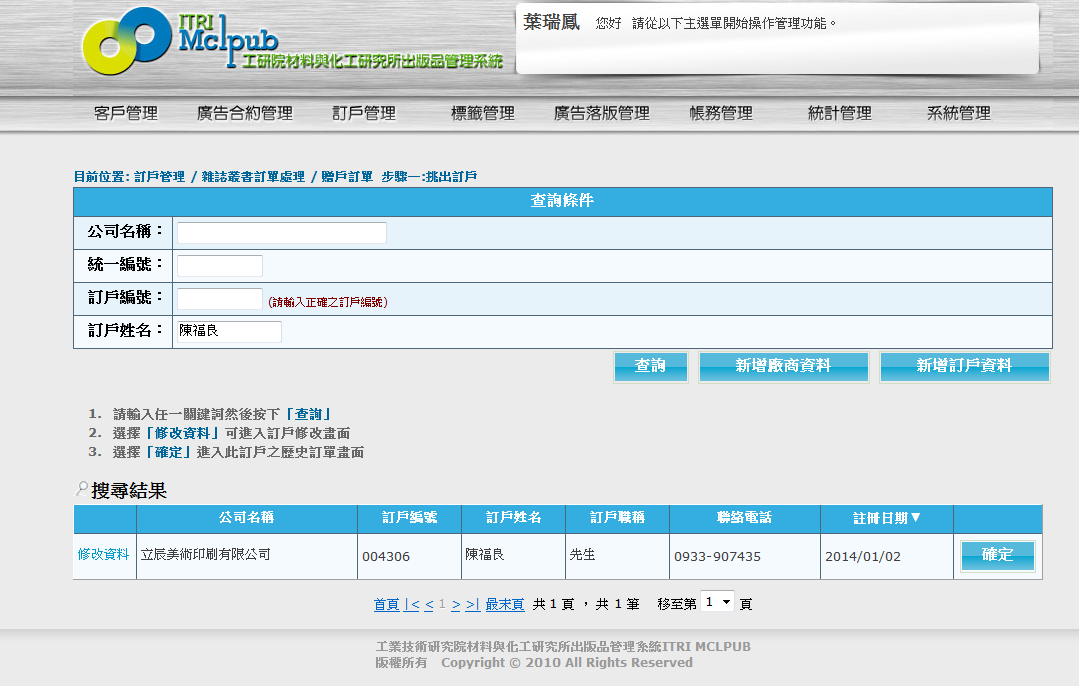 ITRI
Mclpub
工研院材料與化工研究所出版品管理系統
葉瑞鳳 您好 請從以下主選單開始操作管理功能。
客戶管理 廣告合約管理 訂戶管理 標籤管理 廣告落版管理 帳務管理 統計管理 系統管理
目前位置: 訂戶管理 / 雜誌叢書訂單處理 / 贈戶訂單 步驟一:挑出訂戶
查詢條件
公司名稱：
統一編號：
訂戶編號： (請輸入正確之訂戶編號)
訂戶姓名： 陳福良
查詢 新增廠商資料 新增訂戶資料
1. 請輸入任一關鍵詞然後按下「查詢」
2. 選擇「修改資料」可進入訂戶修改畫面
3. 選擇「確定」進入此訂戶之歷史訂單畫面
搜尋結果
公司名稱 訂戶編號 訂戶姓名 訂戶職稱 聯絡電話 註冊日期▼
修改資料 立辰美術印刷有限公司 004306 陳福良 先生 0933-907435 2014/01/02 確定
首頁 |< < 1 > >| 最末頁 共 1 頁 ，共 1 筆 移至第 1 頁
工業技術研究院材料與化工研究所出版品管理系統ITRI MCLPUB
版權所有 Copyright © 2010 All Rights Reserved